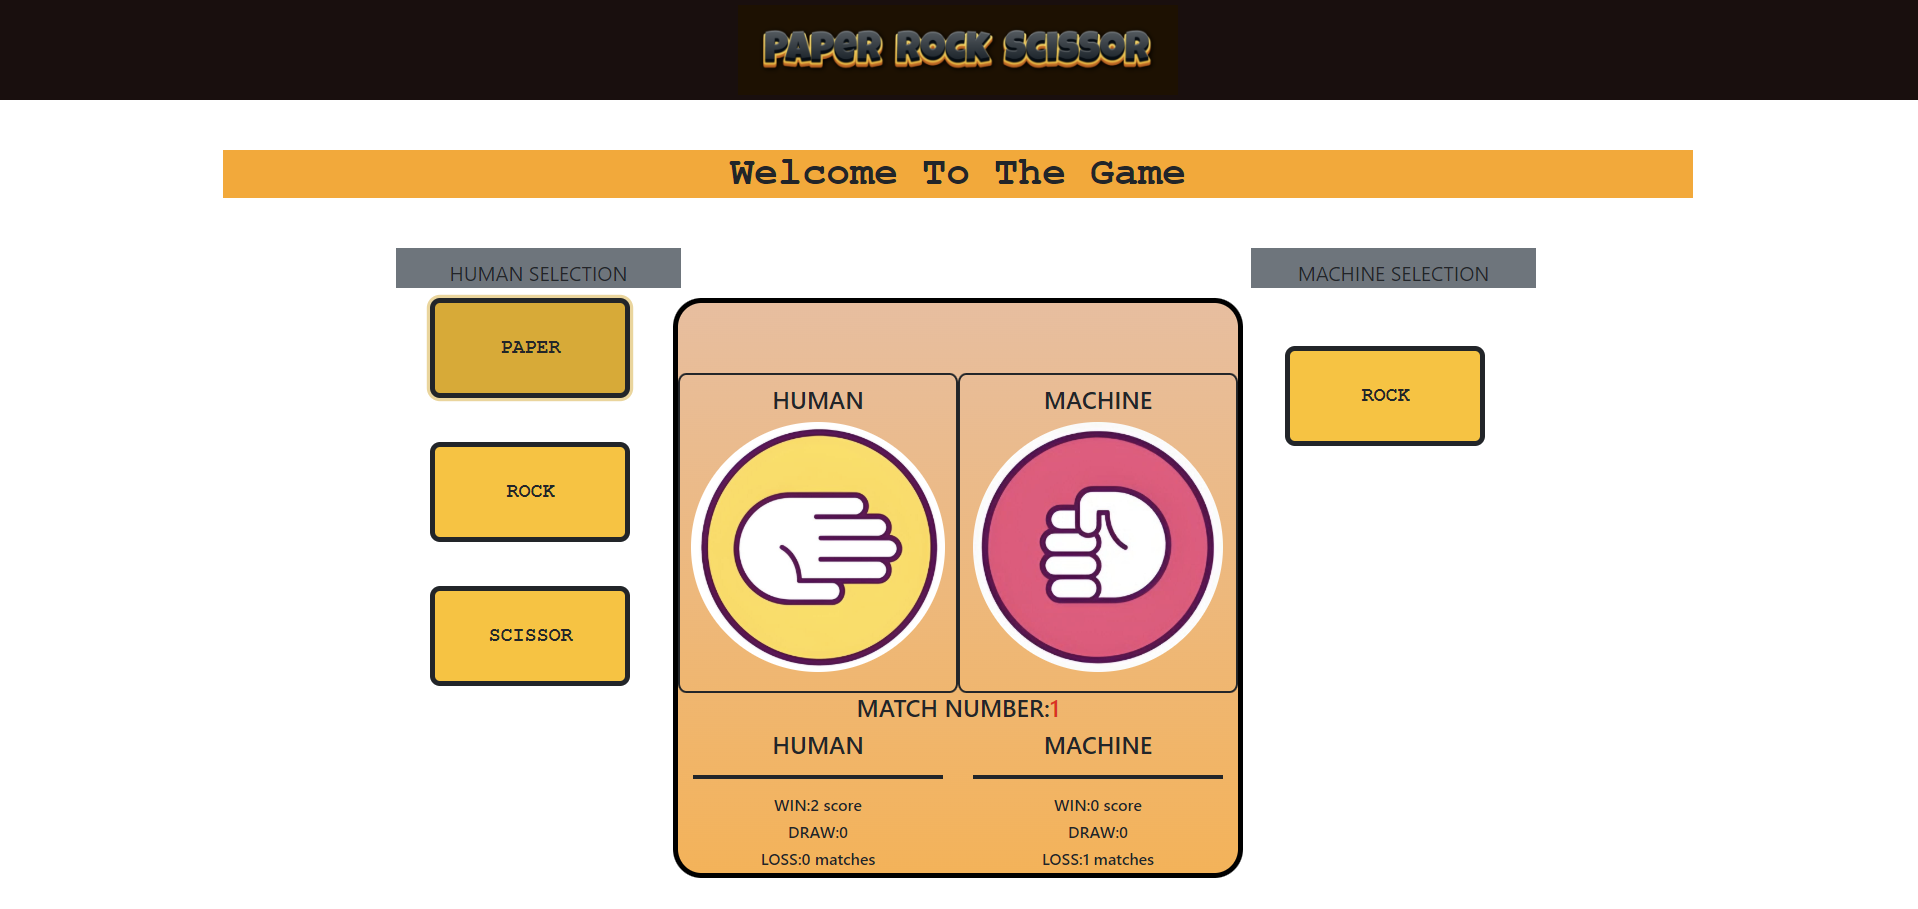 PAPER ROCK SCISSOR
Welcome To The Game
HUMAN SELECTION
PAPER
ROCK
SCISSOR
HUMAN
MACHINE
MATCH NUMBER:1
HUMAN
MACHINE
WIN:2 score
DRAW:0
LOSS:0 matches
WIN:0 score
DRAW:0
LOSS:1 matches
MACHINE SELECTION
ROCK